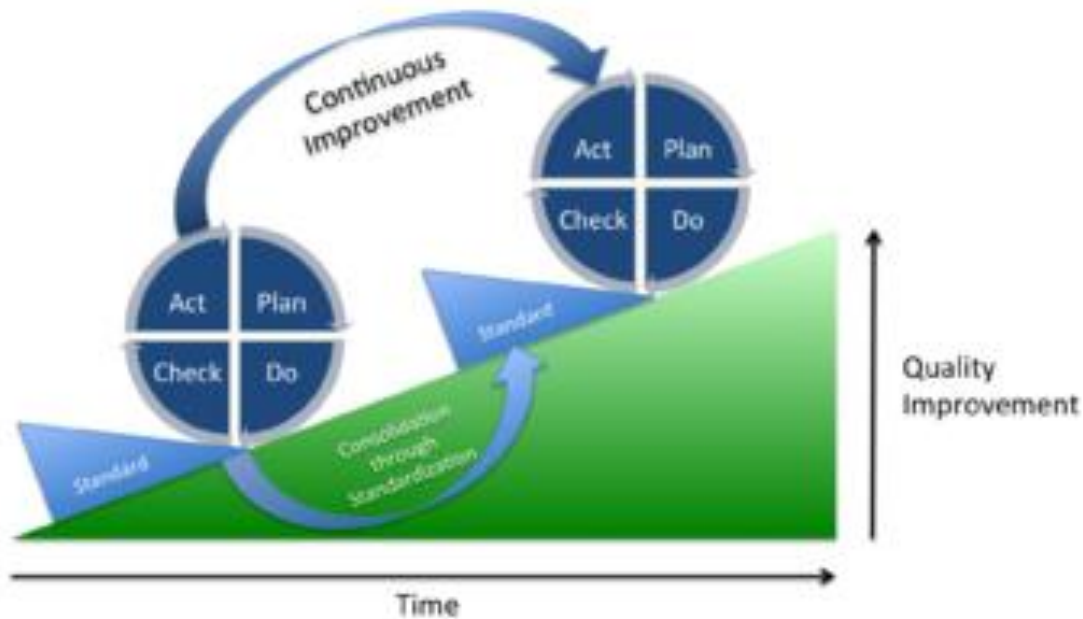 Continuous
Improvement
Act
Plan
Check
Do
Act
Plan
Check
Do
Standard
Standard
Consolidation
through
Standardization
Quality
Improvement
Time